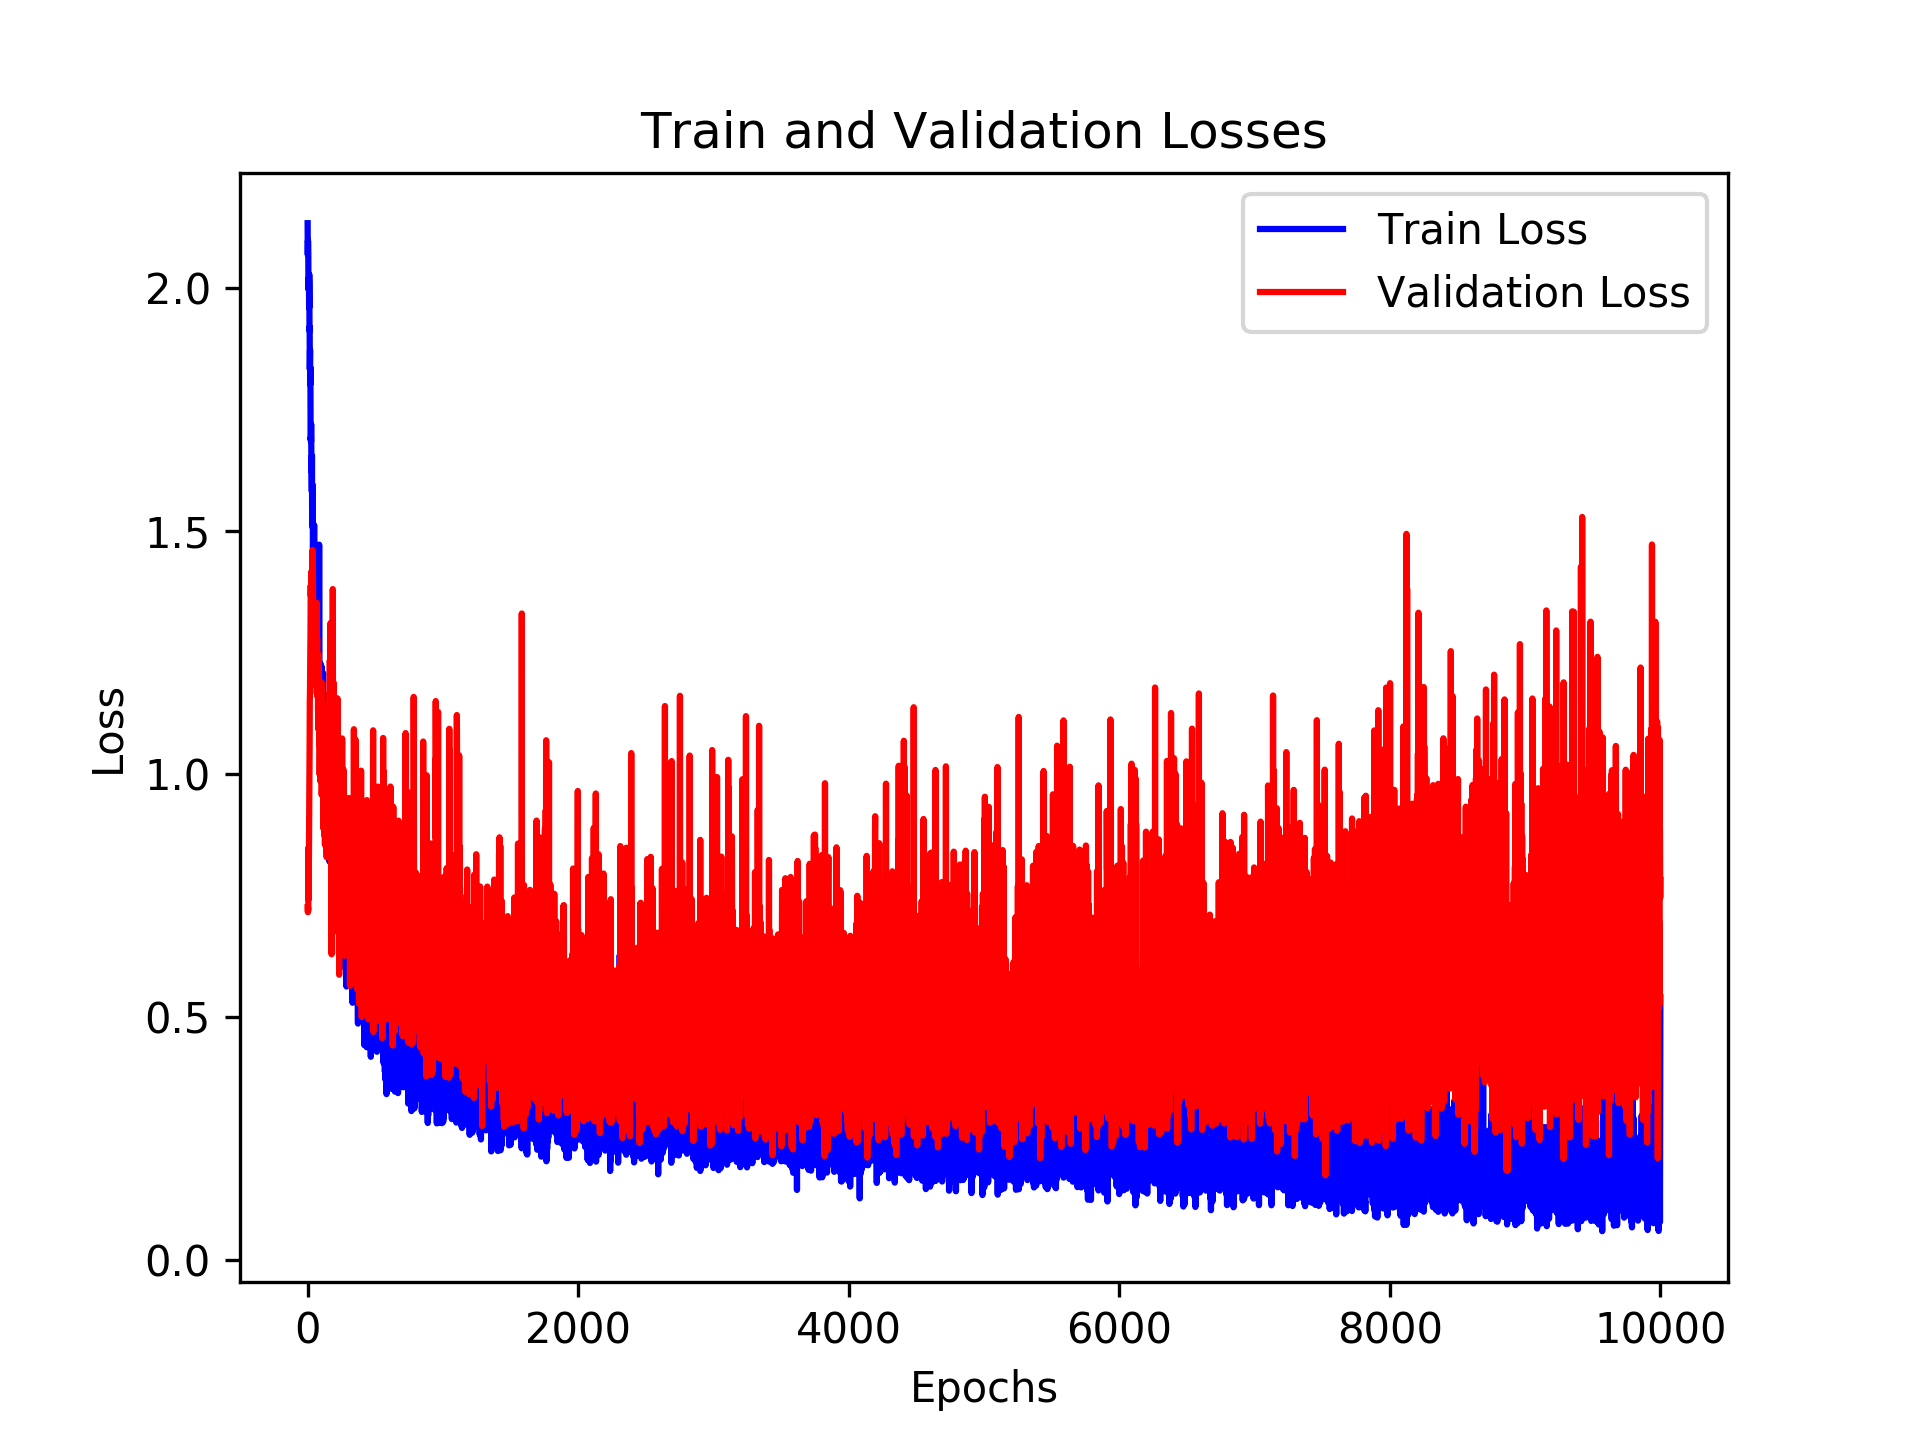 Train and Validation Losses
Train Loss
Validation Loss
2.0
1.5
1.0
0.5
0.0
Loss
0 2000 4000 6000 8000 10000
Epochs